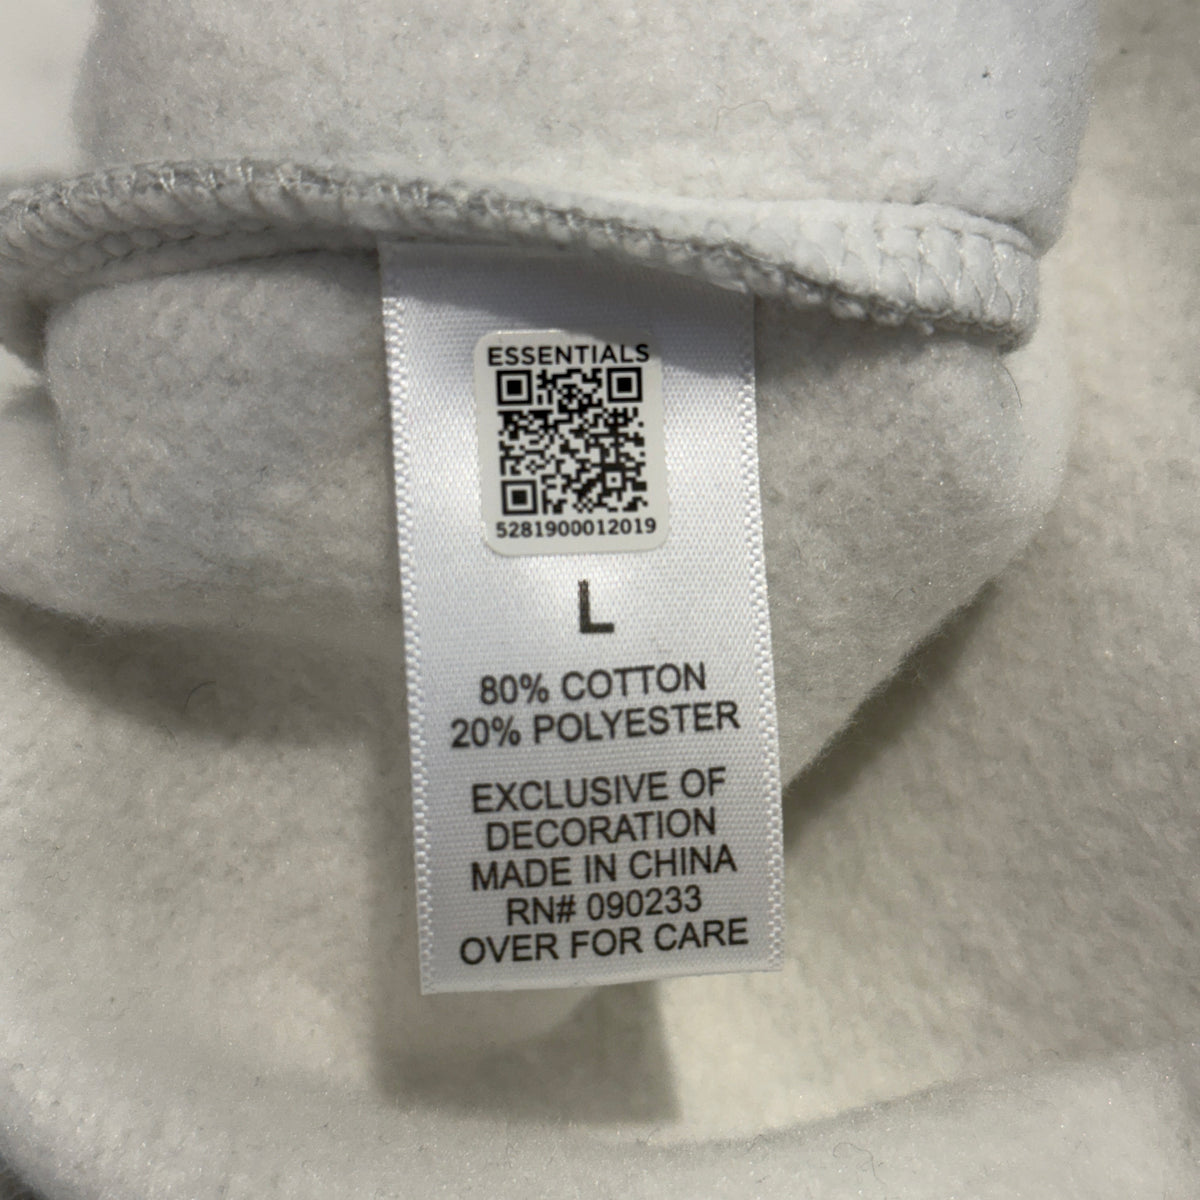 ESSENTIALS
5281900012019
L
80% COTTON
20% POLYESTER
EXCLUSIVE OF
DECORATION
MADE IN CHINA
RN# 090233
OVER FOR CARE